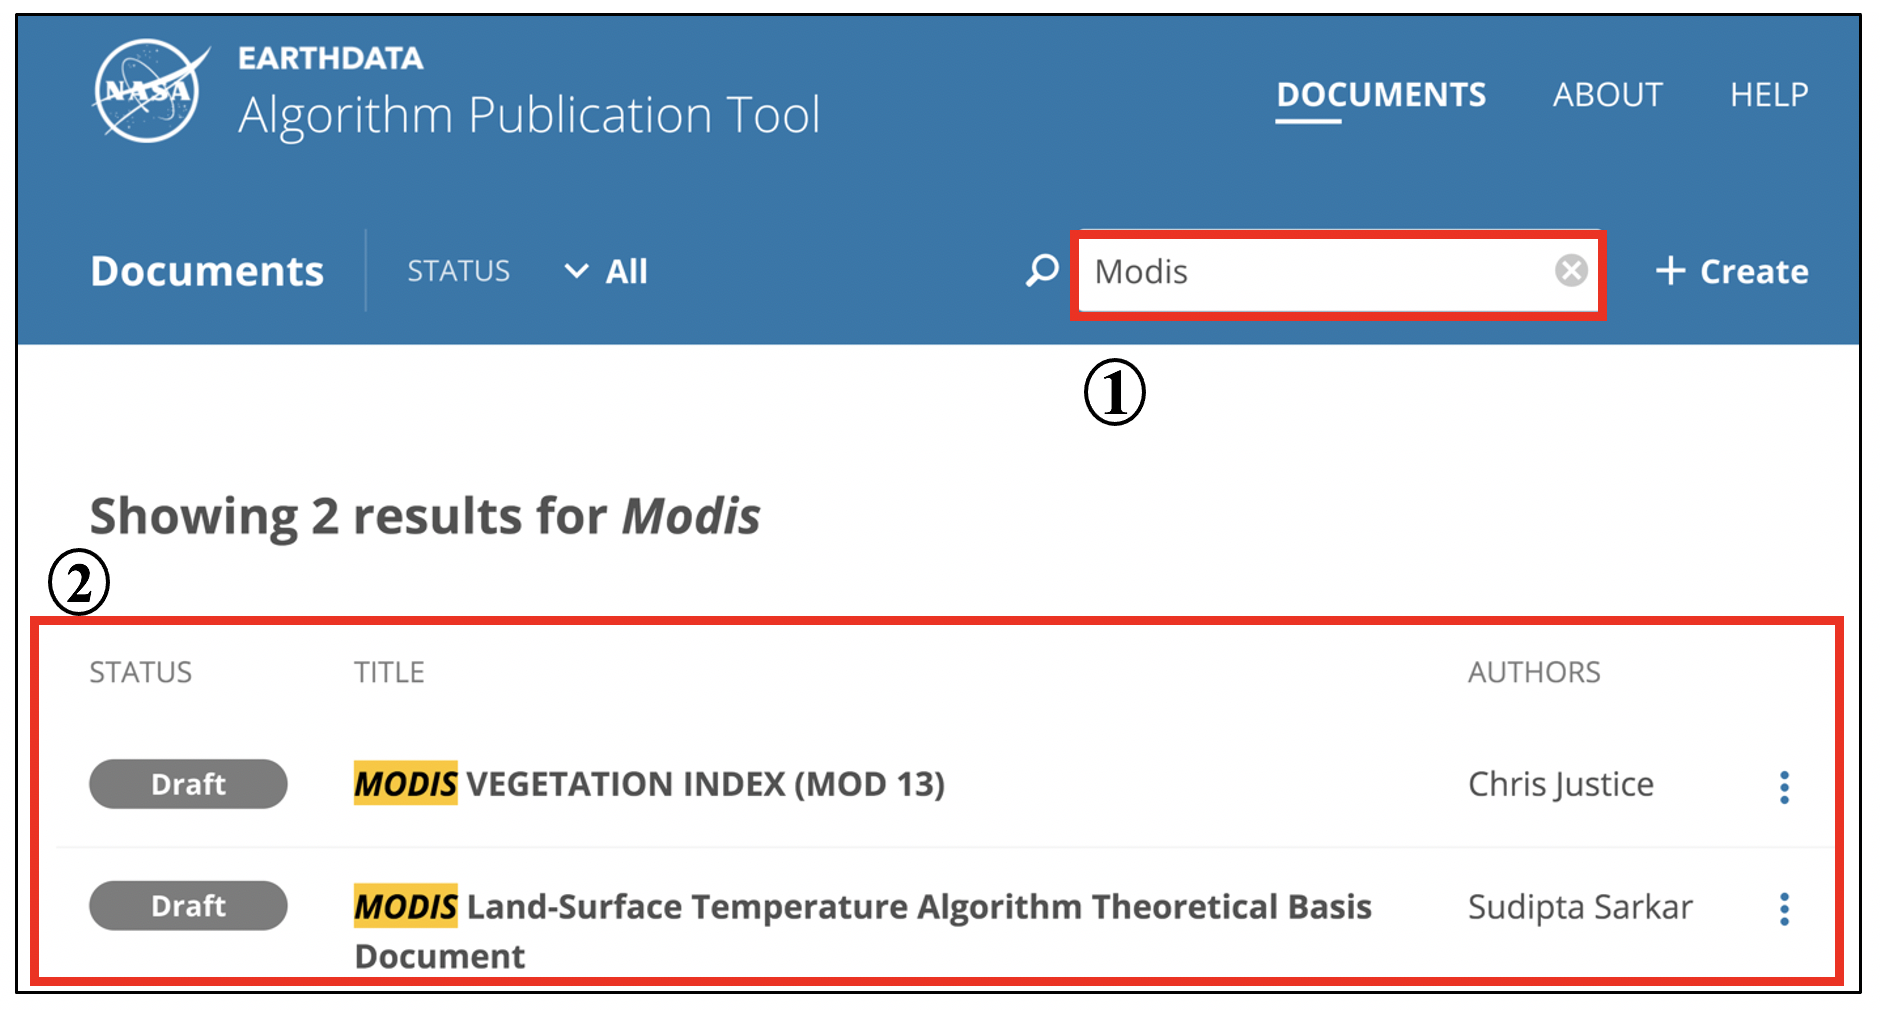 NASA
EARTHDATA
Algorithm Publication Tool
DOCUMENTS ABOUT HELP
Documents STATUS All Modis + Create
1
Showing 2 results for Modis
2
STATUS TITLE AUTHORS
Draft MODIS VEGETATION INDEX (MOD 13) Chris Justice
Draft MODIS Land-Surface Temperature Algorithm Theoretical Basis Sudipta Sarkar
Document